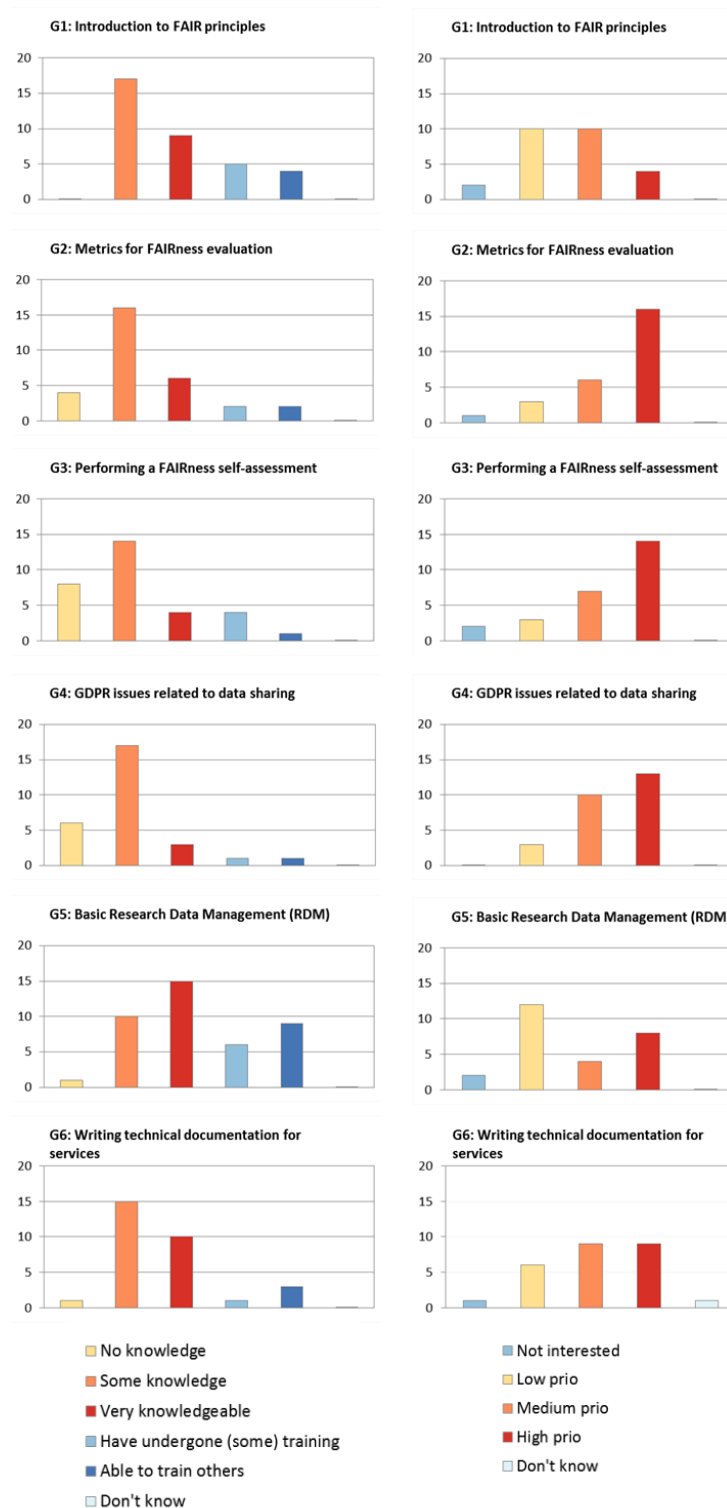 G1: Introduction to FAIR principles
20
15
10
5
0
G1: Introduction to FAIR principles
20
15
10
5
0
G2: Metrics for FAIRness evaluation
20
15
10
5
0
G2: Metrics for FAIRness evaluation
20
15
10
5
0
G3: Performing a FAIRness self-assessment
20
15
10
5
0
G3: Performing a FAIRness self-assessment
20
15
10
5
0
G4: GDPR issues related to data sharing
20
15
10
5
0
G4: GDPR issues related to data sharing
20
15
10
5
0
G5: Basic Research Data Management (RDM)
20
15
10
5
0
G5: Basic Research Data Management (RDM
20
15
10
5
0
G6: Writing technical documentation for
services
20
15
10
5
0
G6: Writing technical documentation for
services
20
15
10
5
0
No knowledge
Some knowledge
Very knowledgeable
Have undergone (some) training
Able to train others
Don't know
Not interested
Low prio
Medium prio
High prio
Don't know